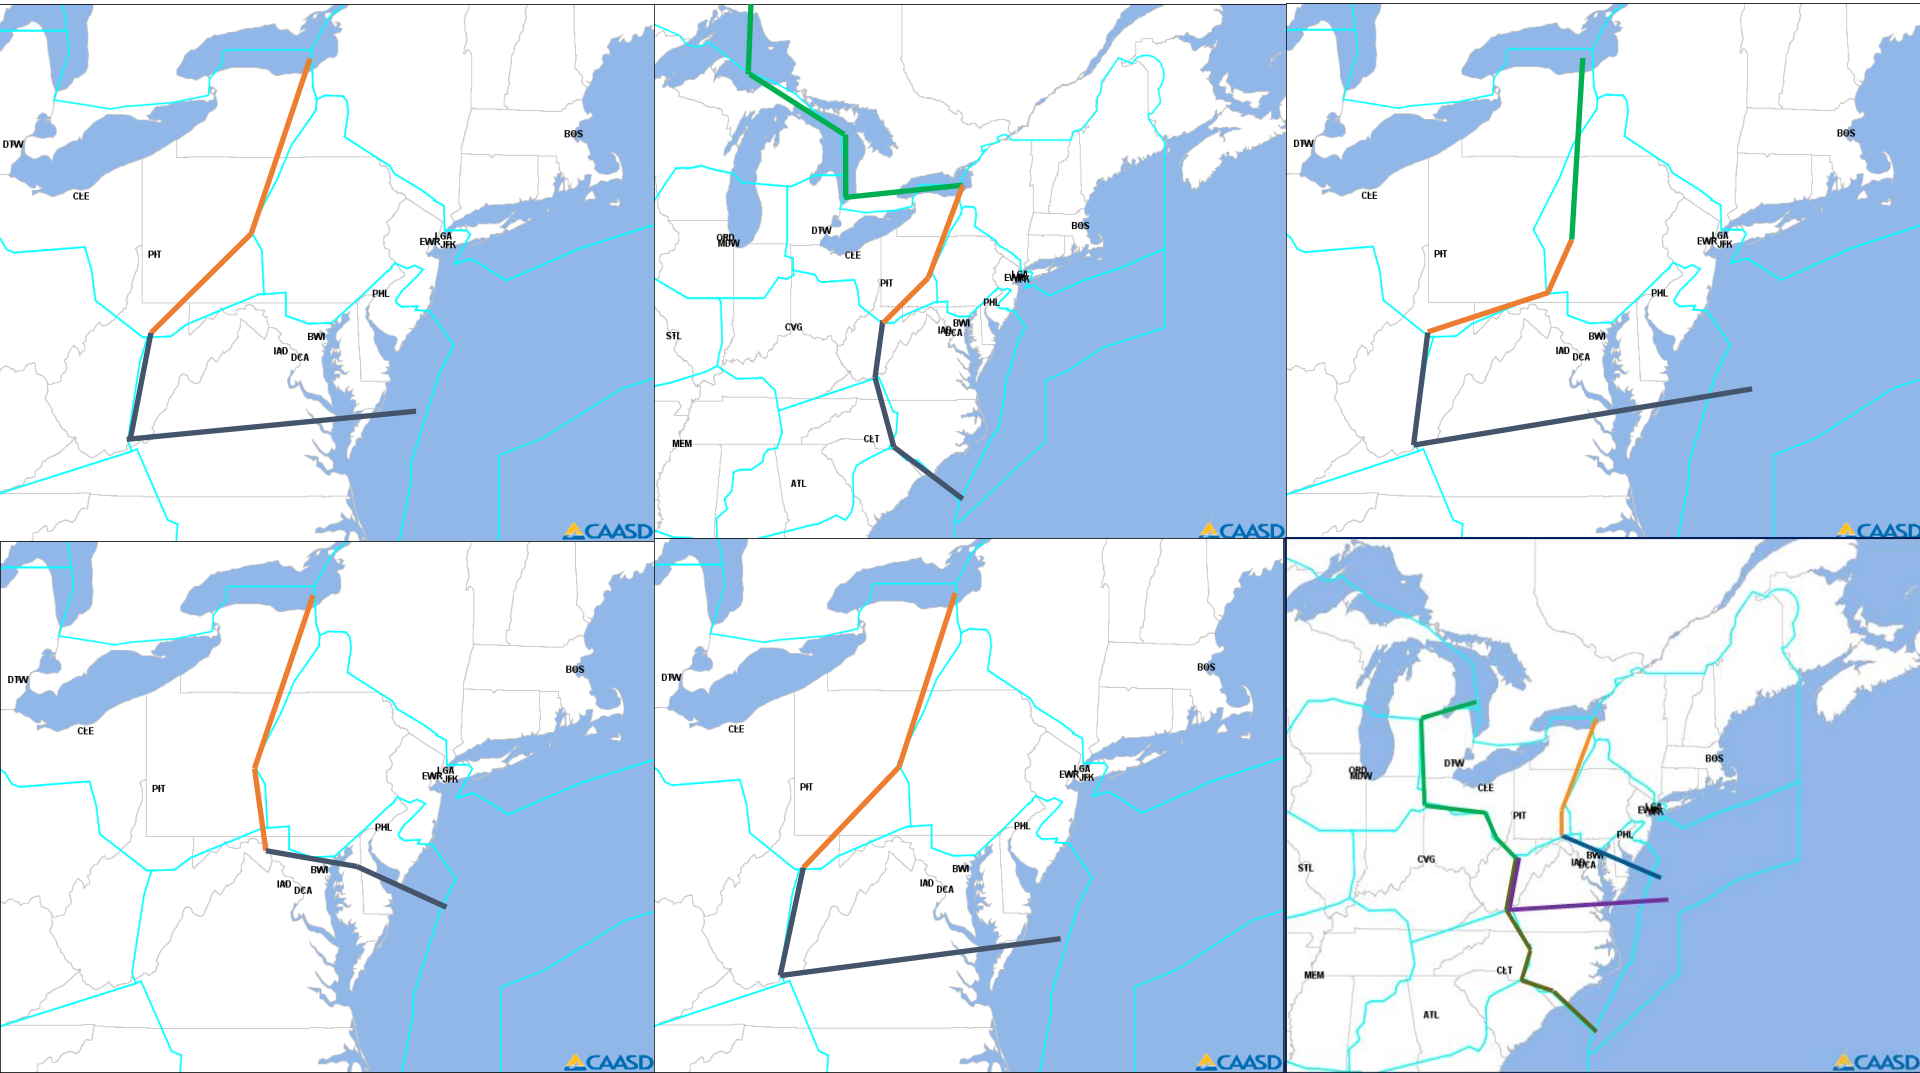 BOS
DTW
CLE
LGA
EWR JFK
PIT
PHL
BWI
IAD
DCA
CAASD
BOS
DTW
ORD
MDW
CLE
LGA
EWR
PIT
PHL
CVG
BWI
IAD
DCA
STL
CLT
MEM
ATL
CAASD
BOS
DTW
CLE
LGA
EWR JFK
PIT
PHL
BWI
IAD
DCA
CAASD
BOS
DTW
CLE
LGA
EWR JFK
PIT
PHL
BWI
IAD
DCA
CAASD
BOS
DTW
CLE
LGA
EWR JFK
PIT
PHL
BWI
IAD
DCA
CAASD
BOS
DTW
ORD
MDW
CLE
LGA
PIT
PHL
CVG
BWI
IAD
DCA
STL
CLT
MEM
ATL
CAASD